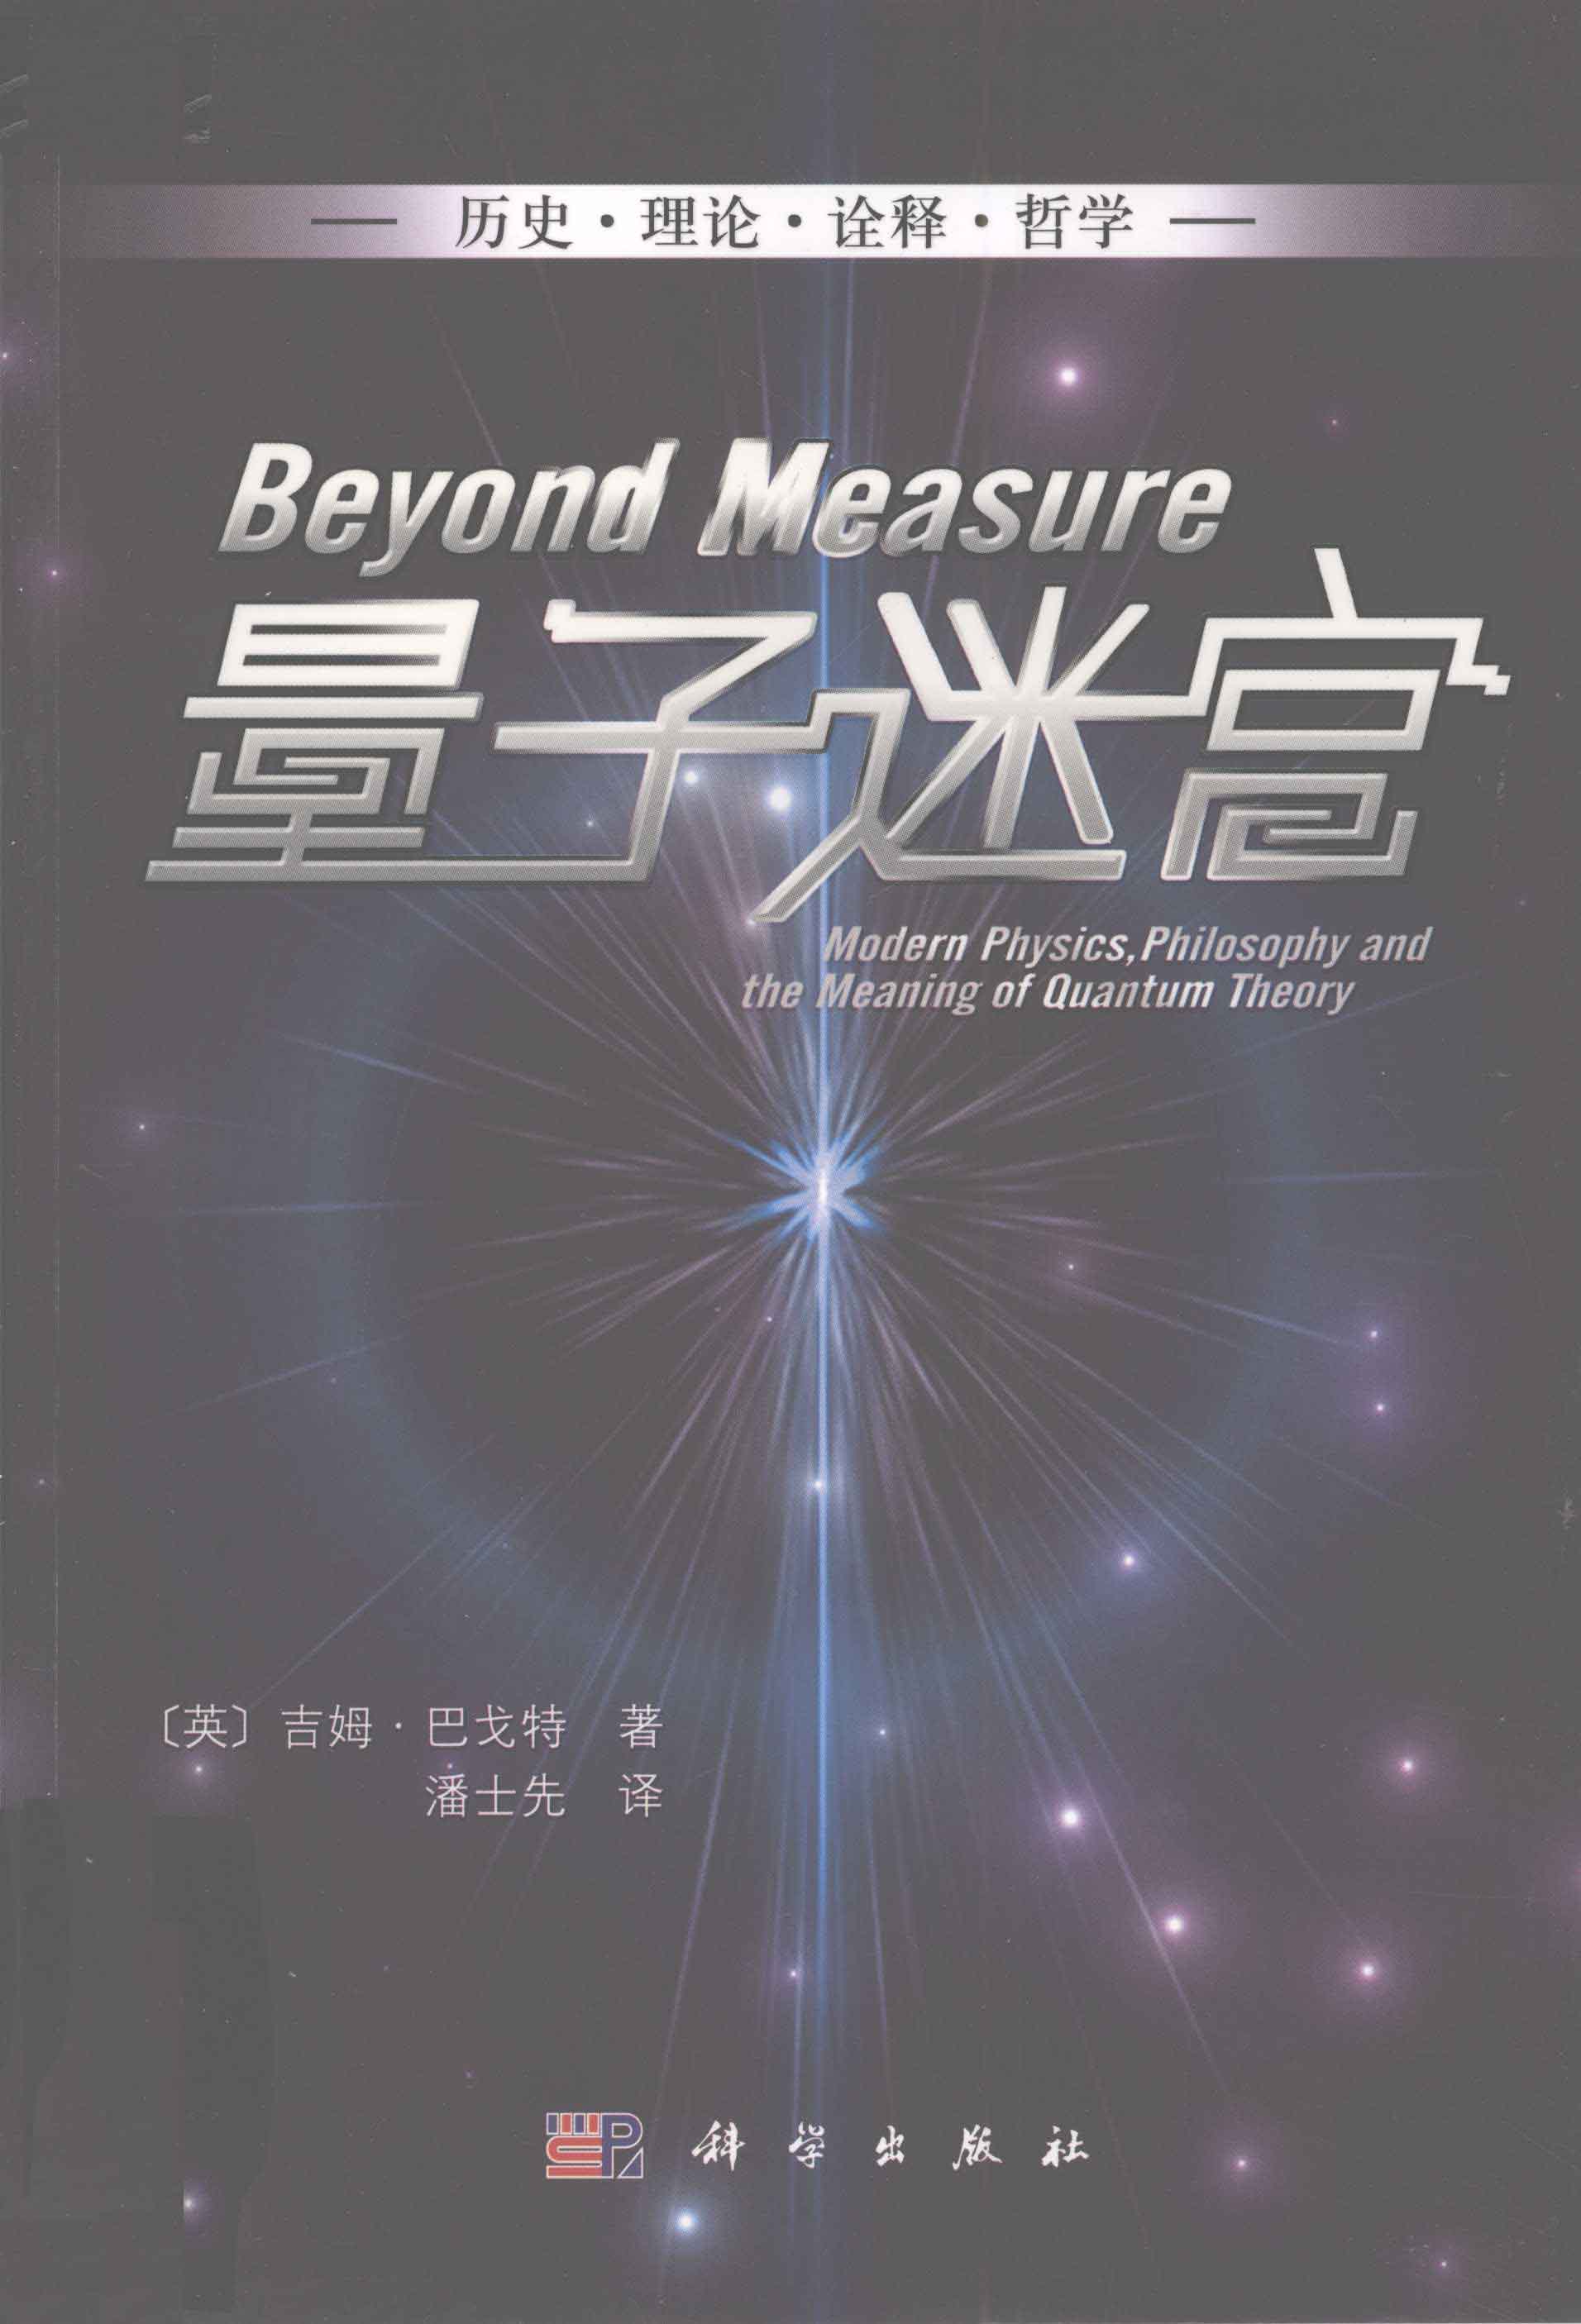 历史·理论·诠释·哲学
Beyond Measure
量子迷宫
Modern Physics, Philosophy and
the Meaning of Quantum Theory
〔英〕吉姆·巴戈特 著
潘士先 译
科学出版社